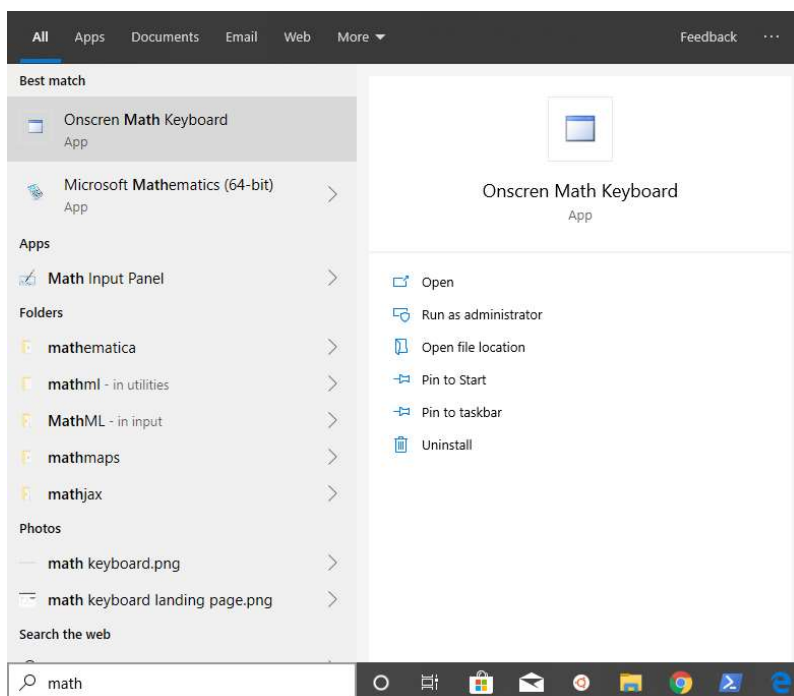 All Apps Documents Email Web More Feedback ...
Best match
Onscren Math Keyboard
App
Microsoft Mathematics (64-bit)
App
Apps
Math Input Panel
Folders
mathematica
mathml - in utilities
MathML - in input
mathmaps
mathjax
Photos
math keyboard.png
math keyboard landing page.png
Search the web
math
Onscren Math Keyboard
App
Open
Run as administrator
Open file location
Pin to Start
Pin to taskbar
Uninstall